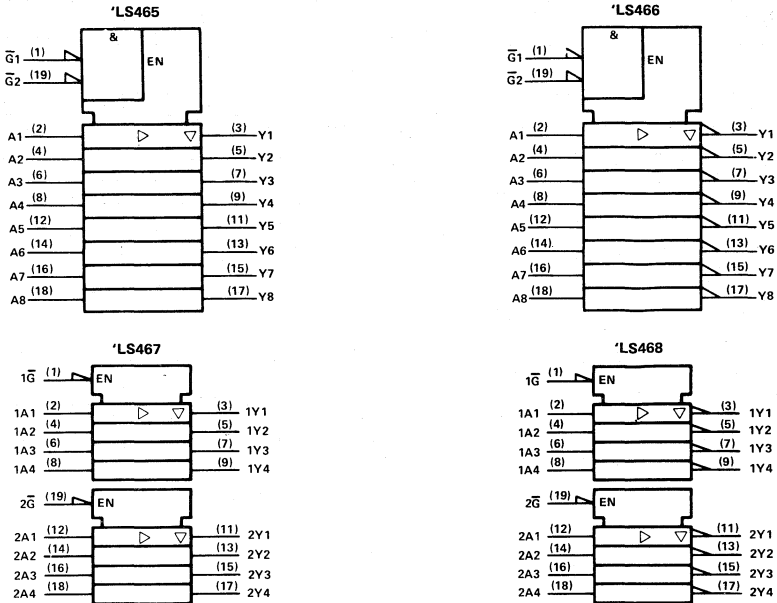 'LS465
&
EN
G̅1 (1)
G̅2 (19)
A1 (2) (3) Y1
A2 (4) (5) Y2
A3 (6) (7) Y3
A4 (8) (9) Y4
A5 (12) (11) Y5
A6 (14) (13) Y6
A7 (16) (15) Y7
A8 (18) (17) Y8
'LS466
&
EN
G̅1 (1)
G̅2 (19)
A1 (2) (3) Y1
A2 (4) (5) Y2
A3 (6) (7) Y3
A4 (8) (9) Y4
A5 (12) (11) Y5
A6 (14) (13) Y6
A7 (16) (15) Y7
A8 (18) (17) Y8
'LS467
1G̅ (1) EN
1A1 (2) (3) 1Y1
1A2 (4) (5) 1Y2
1A3 (6) (7) 1Y3
1A4 (8) (9) 1Y4
2G̅ (19) EN
2A1 (12) (11) 2Y1
2A2 (14) (13) 2Y2
2A3 (16) (15) 2Y3
2A4 (18) (17) 2Y4
'LS468
1G̅ (1) EN
1A1 (2) (3) 1Y1
1A2 (4) (5) 1Y2
1A3 (6) (7) 1Y3
1A4 (8) (9) 1Y4
2G̅ (19) EN
2A1 (12) (11) 2Y1
2A2 (14) (13) 2Y2
2A3 (16) (15) 2Y3
2A4 (18) (17) 2Y4